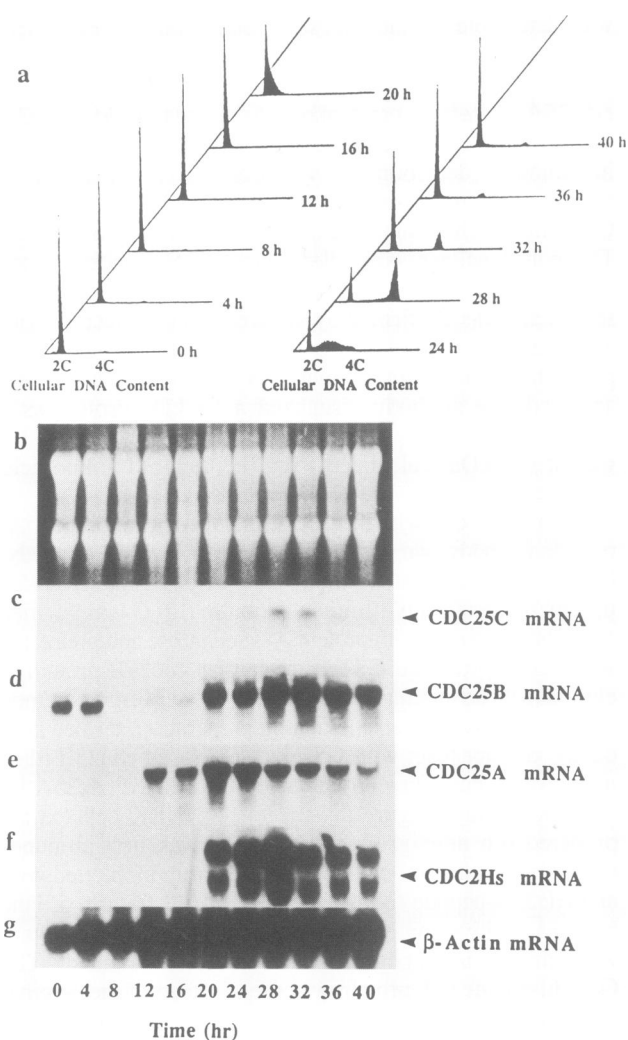 a
20 h
16 h
12 h
8 h
4 h
0 h
2C 4C
Cellular DNA Content
40 h
36 h
32 h
28 h
24 h
2C 4C
Cellular DNA Content
b
c
CDC25C mRNA
d
CDC25B mRNA
e
CDC25A mRNA
f
CDC2Hs mRNA
g
β-Actin mRNA
0 4 8 12 16 20 24 28 32 36 40
Time (hr)